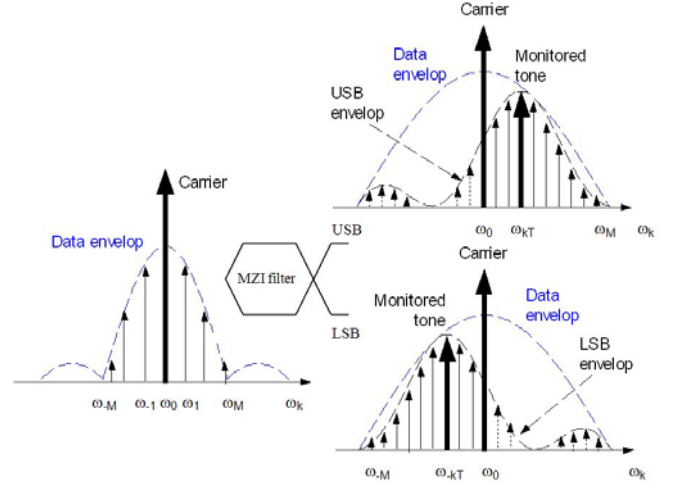 Carrier
Data
envelop
Monitored
tone
USB
envelop
ω0 ωkT ωM ωk
Carrier
Data envelop
ω-M ω-1 ω0 ω1 ωM ωk
USB
MZI filter
LSB
Carrier
Monitored
tone
Data
envelop
LSB
envelop
ω-M ω-kT ω0 ωk